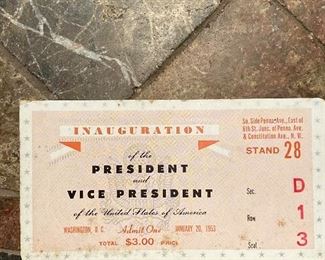 INAUGURATION
of the
PRESIDENT
and
VICE PRESIDENT
of the United States of America
WASHINGTON, D.C. Admit One JANUARY 20, 1953
TOTAL $3.00 PRICE
So. Side Penna. Ave., East of
6th St. Junc. of Penna. Ave.
& Constitution Ave., N. W.
STAND 28
Sec. D
Row 1
Seat 3